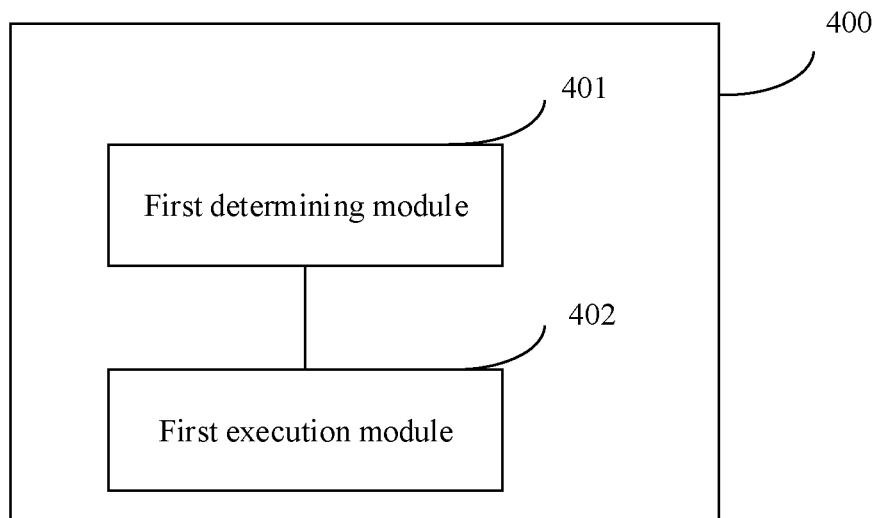 400
401
First determining module
402
First execution module